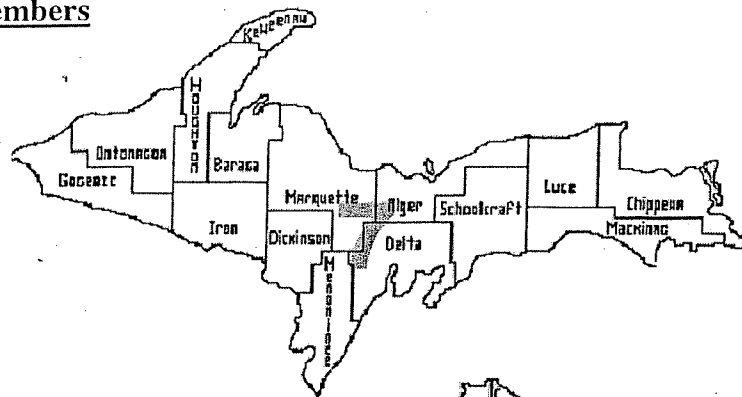 embers
Keweenaw
HOUGHTON
Ontonagon
Baraga
Gogebic
Marquette
Alger
Luce
Schoolcraft
Chippewa
Iron
Dickinson
Delta
Mackinac
Menominee